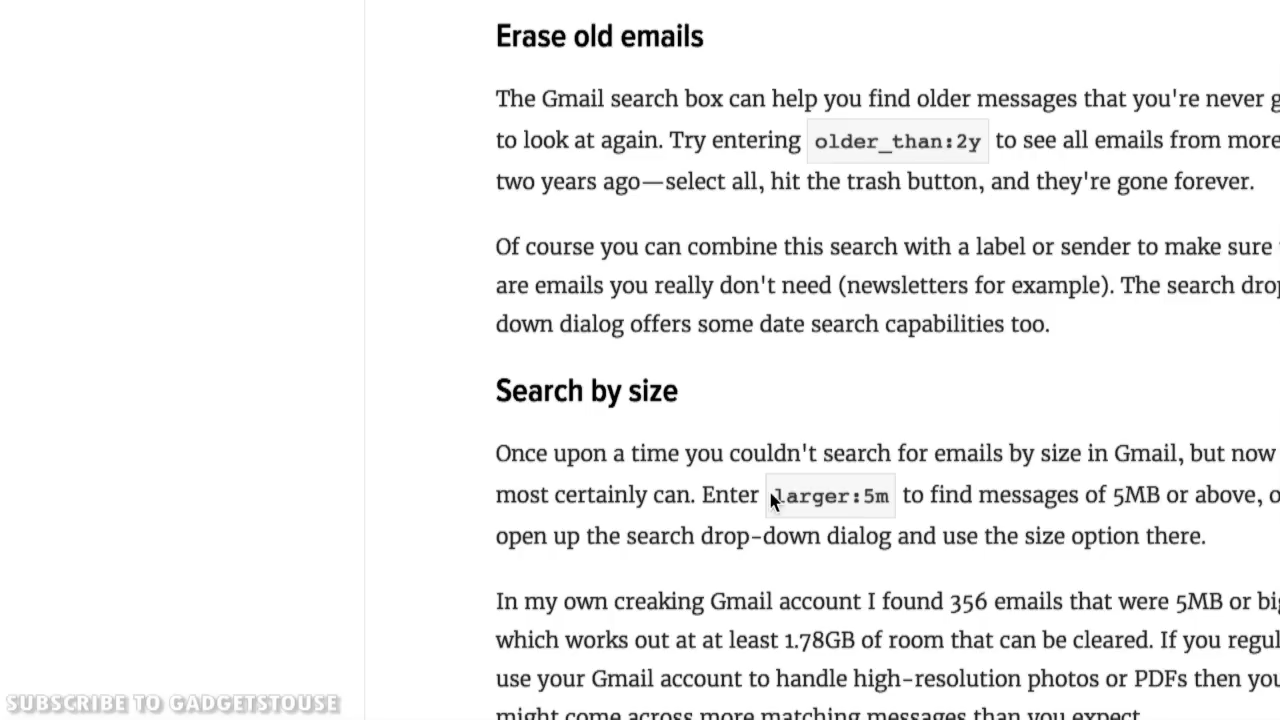 Erase old emails
The Gmail search box can help you find older messages that you're never
to look at again. Try entering older_than:2y to see all emails from more
two years ago—select all, hit the trash button, and they're gone forever.
Of course you can combine this search with a label or sender to make sure
are emails you really don't need (newsletters for example). The search
down dialog offers some date search capabilities too.
Search by size
Once upon a time you couldn't search for emails by size in Gmail, but now
most certainly can. Enter larger:5m to find messages of 5MB or above,
open up the search drop-down dialog and use the size option there.
In my own creaking Gmail account I found 356 emails that were 5MB or
which works out at at least 1.78GB of room that can be cleared. If you
use your Gmail account to handle high-resolution photos or PDFs then
might come across more matching messages than you expect.
SUBSCRIBE TO GADGETSTOUSE